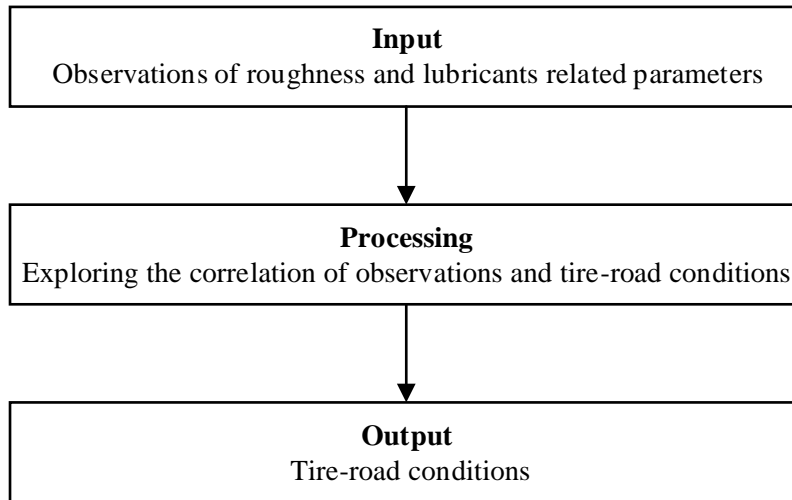 Input
Observations of roughness and lubricants related parameters
Processing
Exploring the correlation of observations and tire-road conditions
Output
Tire-road conditions